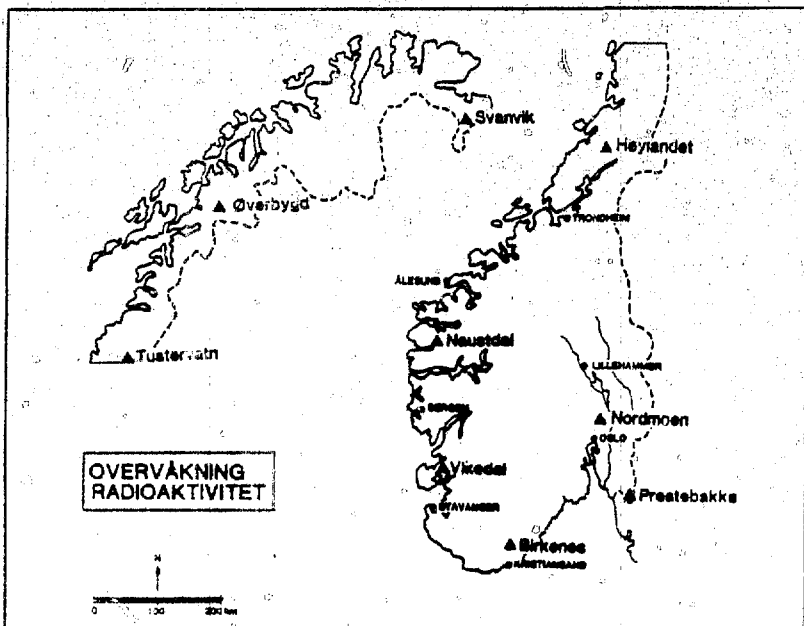 Svanvik
Høylandet
Øverbygd
TRONDHEIM
ÅLESUND
Naustdal
Tustervatn
LILLEHAMMER
BERGEN
Nordmoen
OSLO
OVERVÅKNING
RADIOAKTIVITET
Vikedal
Prestebakke
STAVANGER
Birkenes
KRISTIANSAND
N
0 100 200 km